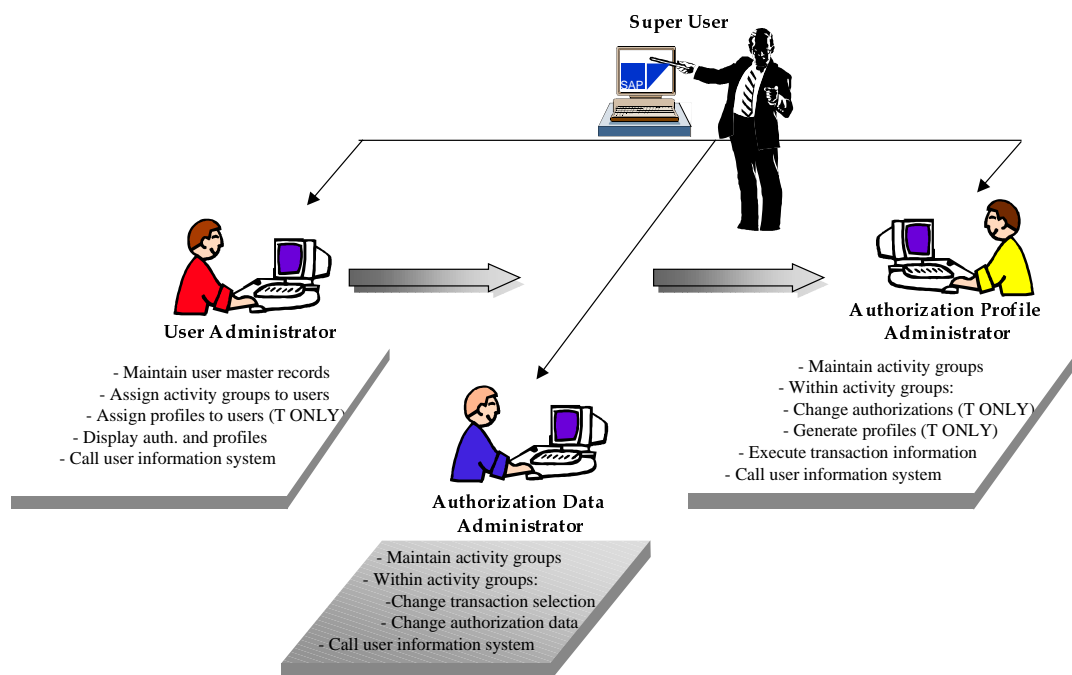 Super User
SAP
User Administrator
- Maintain user master records
- Assign activity groups to users
- Assign profiles to users (T ONLY)
- Display auth. and profiles
- Call user information system
Authorization Data
Administrator
- Maintain activity groups
- Within activity groups:
-Change transaction selection
- Change authorization data
- Call user information system
Authorization Profile
Administrator
- Maintain activity groups
- Within activity groups:
- Change authorizations (T ONLY)
- Generate profiles (T ONLY)
- Execute transaction information
- Call user information system